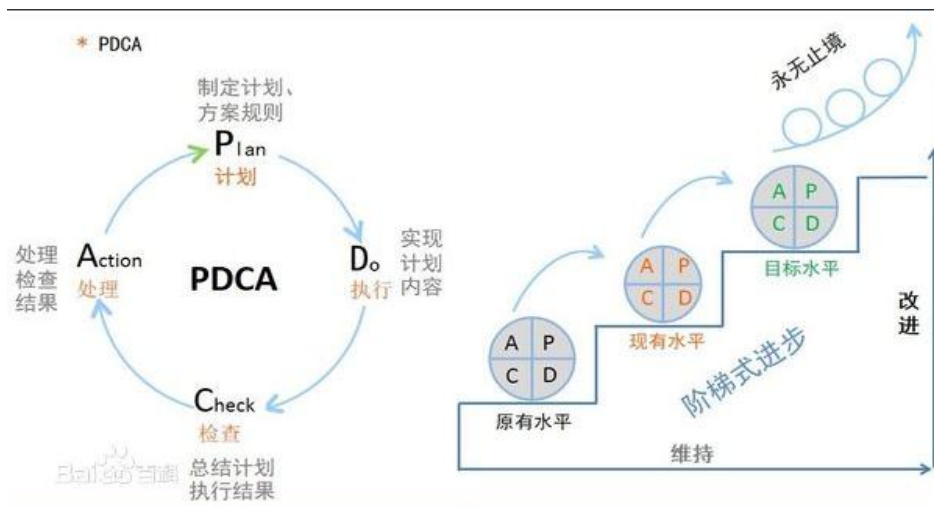 * PDCA
制定计划、
方案规则
Plan
计划
Do
执行
实现
计划
内容
Check
检查
总结计划
执行结果
Action
处理
处理
检查
结果
PDCA
Bai 百科
A P
C D
原有水平
A P
C D
现有水平
A P
C D
目标水平
永无止境
阶梯式进步
改进
维持